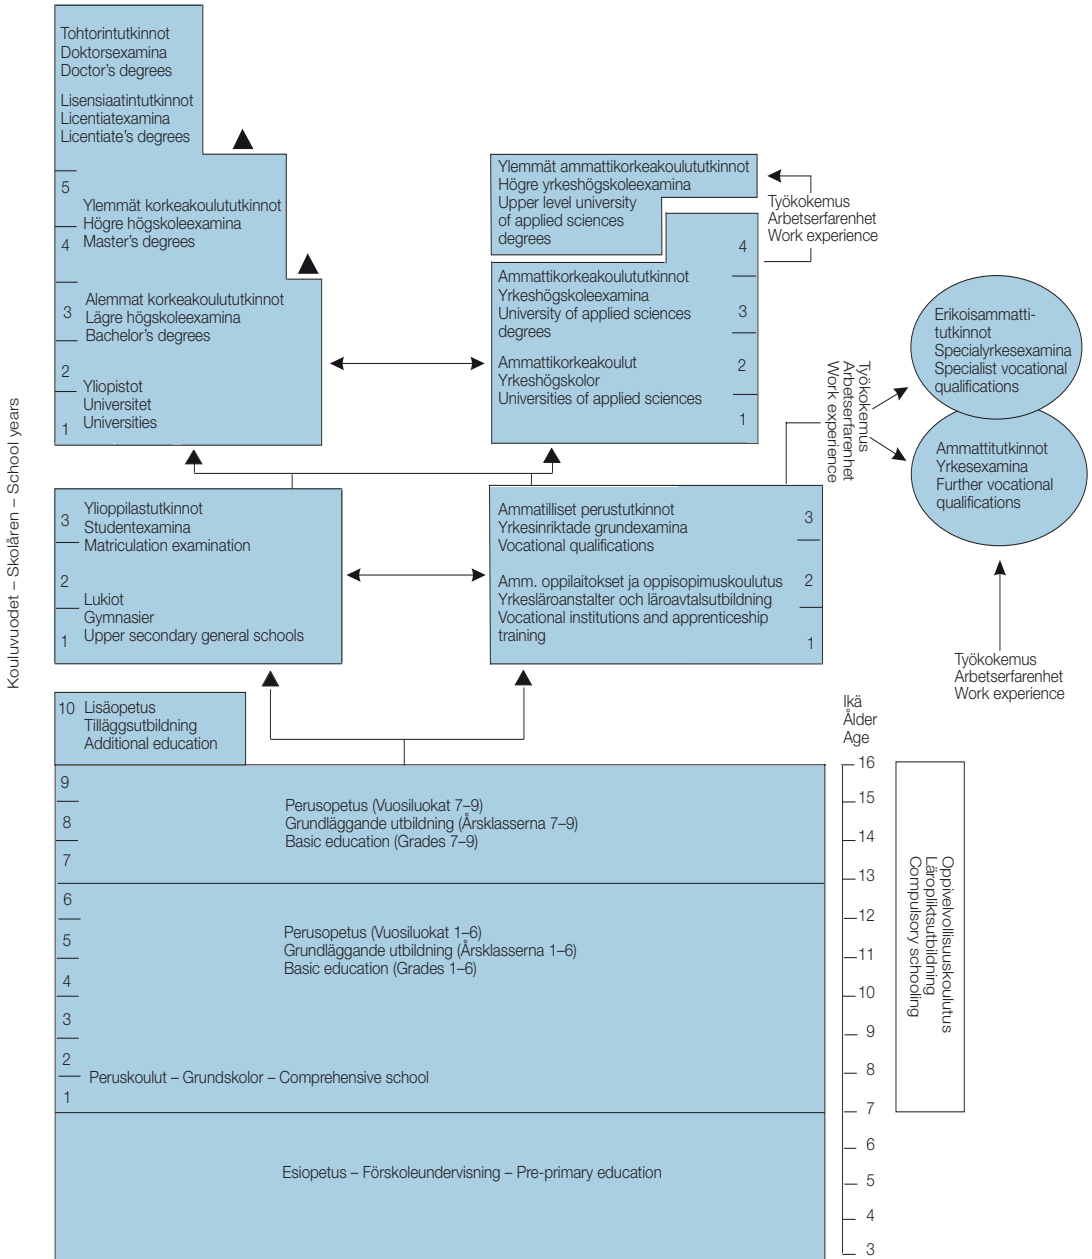 Tohtorintutkinnot
Doktorsexamina
Doctor's degrees
Lisensiaatintutkinnot
Licentiatexamina
Licentiate's degrees
5
Ylemmät korkeakoulututkinnot
Högre högskoleexamina
4
Master's degrees
3
Alemmat korkeakoulututkinnot
Lägre högskoleexamina
Bachelor's degrees
2
Yliopistot
Universitet
1
Universities
Ylemmät ammattikorkeakoulututkinnot
Högre yrkeshögskoleexamina
Upper level university
of applied sciences
degrees
Työkokemus
Arbetserfarenhet
Work experience
4
Ammattikorkeakoulututkinnot
Yrkeshögskoleexamina
University of applied sciences
degrees
3
Ammattikorkeakoulut
Yrkeshögskolor
Universities of applied sciences
2
1
Työkokemus
Arbetserfarenhet
Work experience
Erikoisammatti-
tutkinnot
Specialyrkesexamina
Specialist vocational
qualifications
Ammattitutkinnot
Yrkesexamina
Further vocational
qualifications
Työkokemus
Arbetserfarenhet
Work experience
Kouluvuodet – Skolåren – School years
3
Ylioppilastutkinnot
Studentexamina
Matriculation examination
2
Lukiot
Gymnasier
1
Upper secondary general schools
Ammatilliset perustutkinnot
Yrkesinriktade grundexamina
Vocational qualifications
3
Amm. oppilaitokset ja oppisopimuskoulutus
Yrkesläroanstalter och läroavtalsutbildning
Vocational institutions and apprenticeship
training
2
1
10 Lisäopetus
Tilläggsutbildning
Additional education
9
8
7
Perusopetus (Vuosiluokat 7–9)
Grundläggande utbildning (Årsklasserna 7–9)
Basic education (Grades 7–9)
6
5
4
3
2
1
Perusopetus (Vuosiluokat 1–6)
Grundläggande utbildning (Årsklasserna 1–6)
Basic education (Grades 1–6)
Peruskoulut – Grundskolor – Comprehensive school
Esiopetus – Förskoleundervisning – Pre-primary education
Ikä
Ålder
Age
16
15
14
13
12
11
10
9
8
7
6
5
4
3
Oppivelvollisuuskoulutus
Läropliktsutbildning
Compulsory schooling